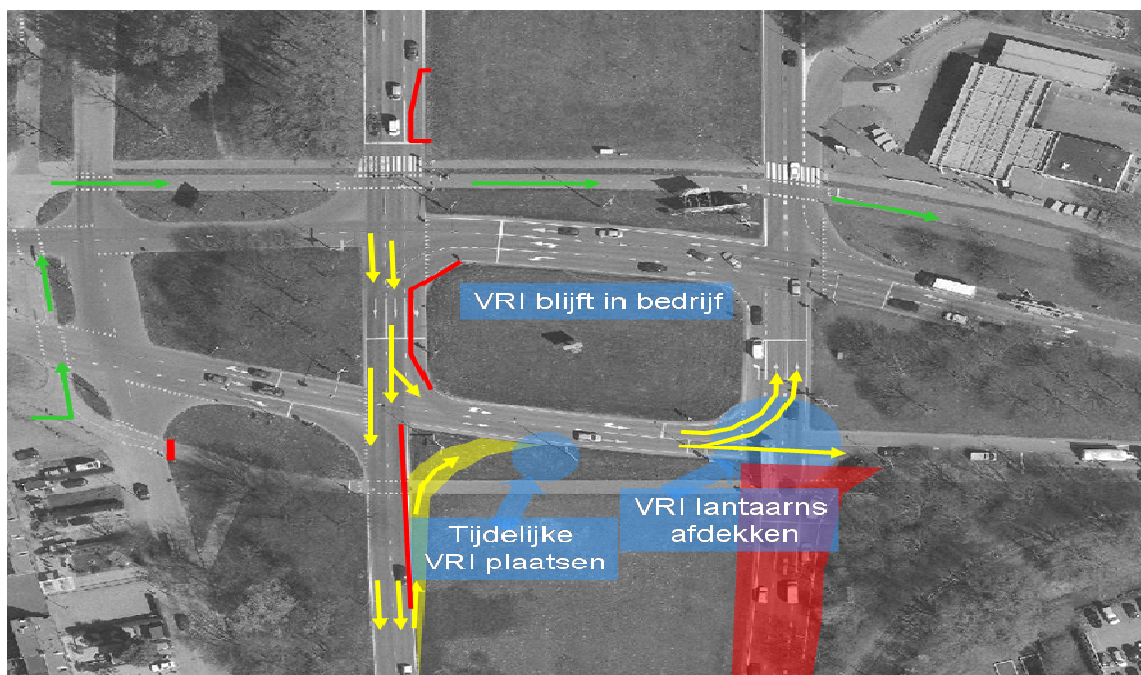 VRI blijft in bedrijf
VRI lantaarns
afdekken
Tijdelijke
VRI plaatsen